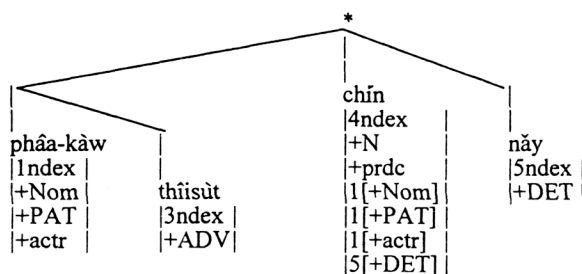 *
phâa-kàw
1ndex
+Nom
+PAT
+actr
thîisùt
3ndex
+ADV
chín
4ndex
+N
+prdc
1[+Nom]
1[+PAT]
1[+actr]
5[+DET]
nǎy
5ndex
+DET